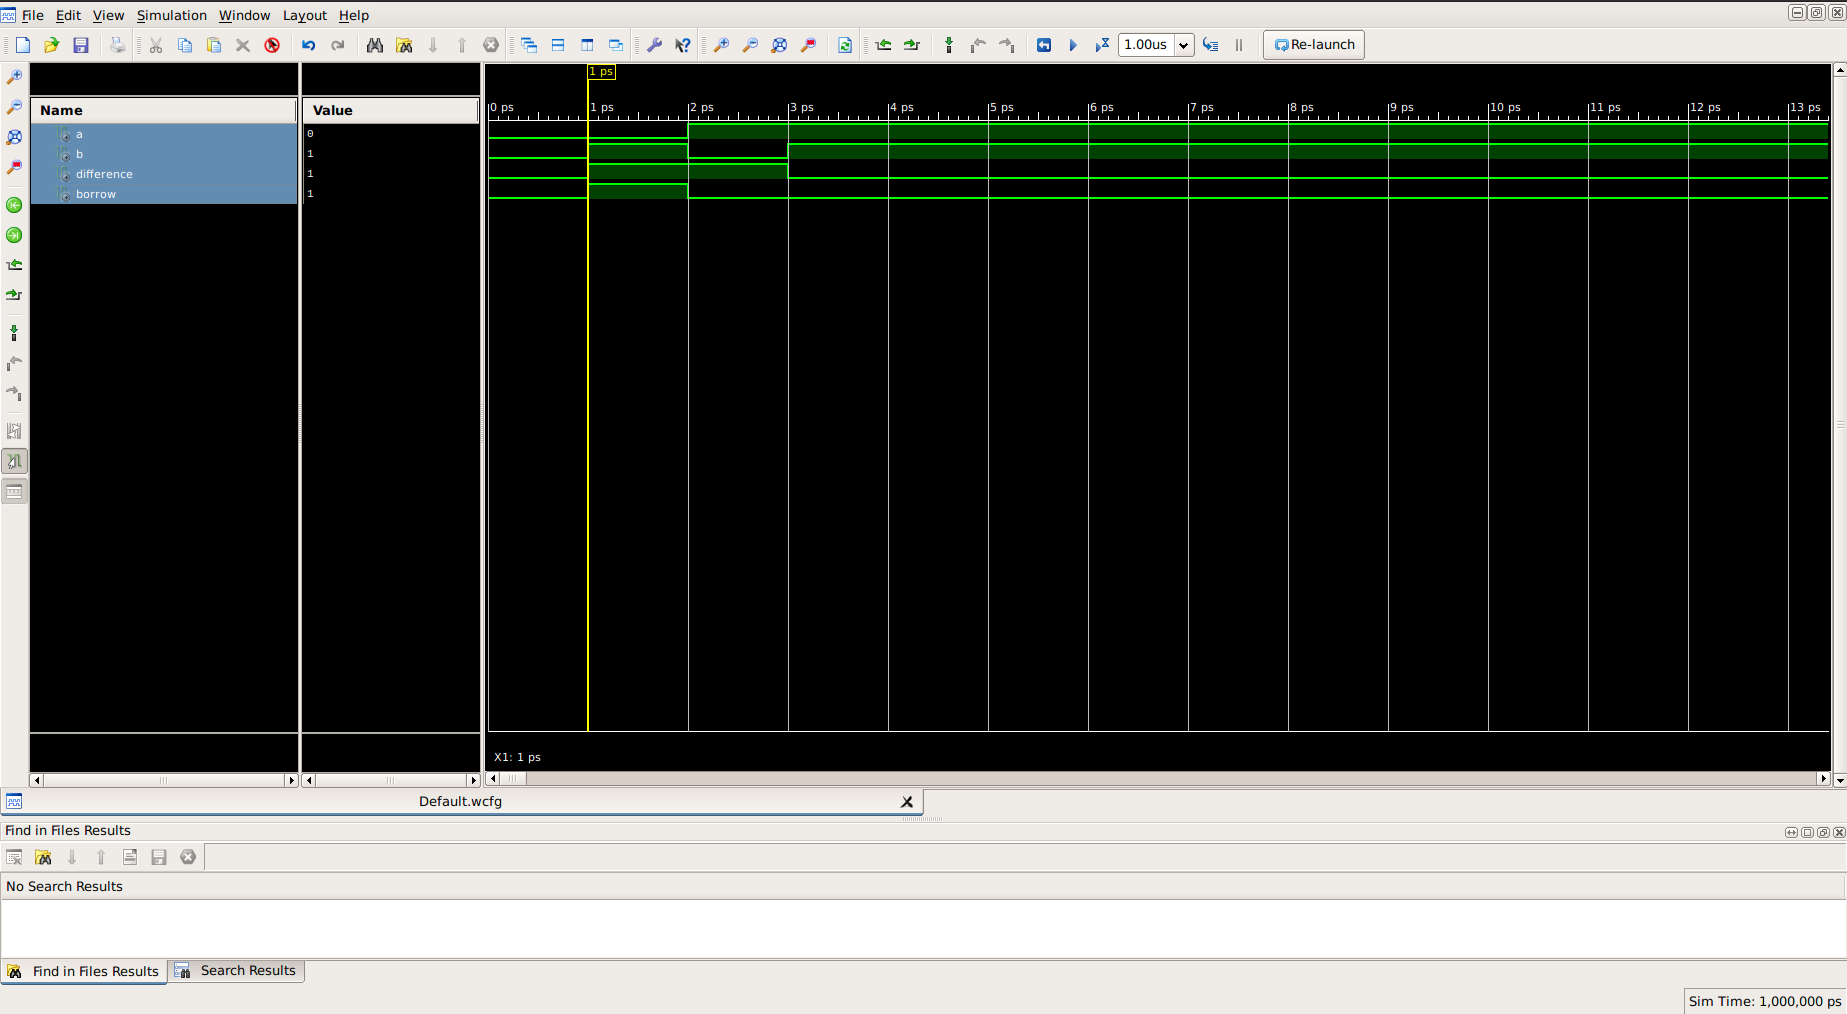 File Edit View Simulation Window Layout Help
1.00us Re-launch
1 ps
Name Value
0 ps 1 ps 2 ps 3 ps 4 ps 5 ps 6 ps 7 ps 8 ps 9 ps 10 ps 11 ps 12 ps 13 ps
a 0
b 1
difference 1
borrow 1
X1: 1 ps
Default.wcfg
Find in Files Results
No Search Results
Find in Files Results Search Results
Sim Time: 1,000,000 ps